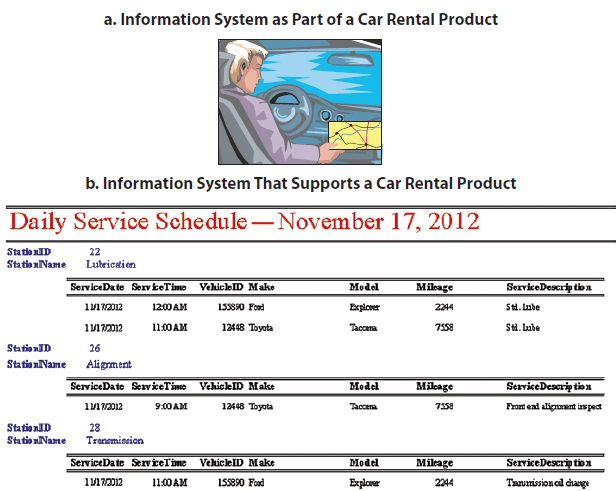 a. Information System as Part of a Car Rental Product
b. Information System That Supports a Car Rental Product
Daily Service Schedule — November 17, 2012
StationID 22
StationName Lubrication
ServiceDate ServiceTime VehicleID Make Model Mileage ServiceDescription
11/17/2012 12:00 AM 155890 Ford Explorer 2244 Std. Lube
11/17/2012 11:00 AM 12448 Toyota Tacoma 7558 Std. Lube
StationID 26
StationName Alignment
ServiceDate ServiceTime VehicleID Make Model Mileage ServiceDescription
11/17/2012 9:00 AM 12448 Toyota Tacoma 7558 Front end alignment inspect
StationID 28
StationName Transmission
ServiceDate ServiceTime VehicleID Make Model Mileage ServiceDescription
11/17/2012 11:00 AM 155890 Ford Explorer 2244 Transmission oil change